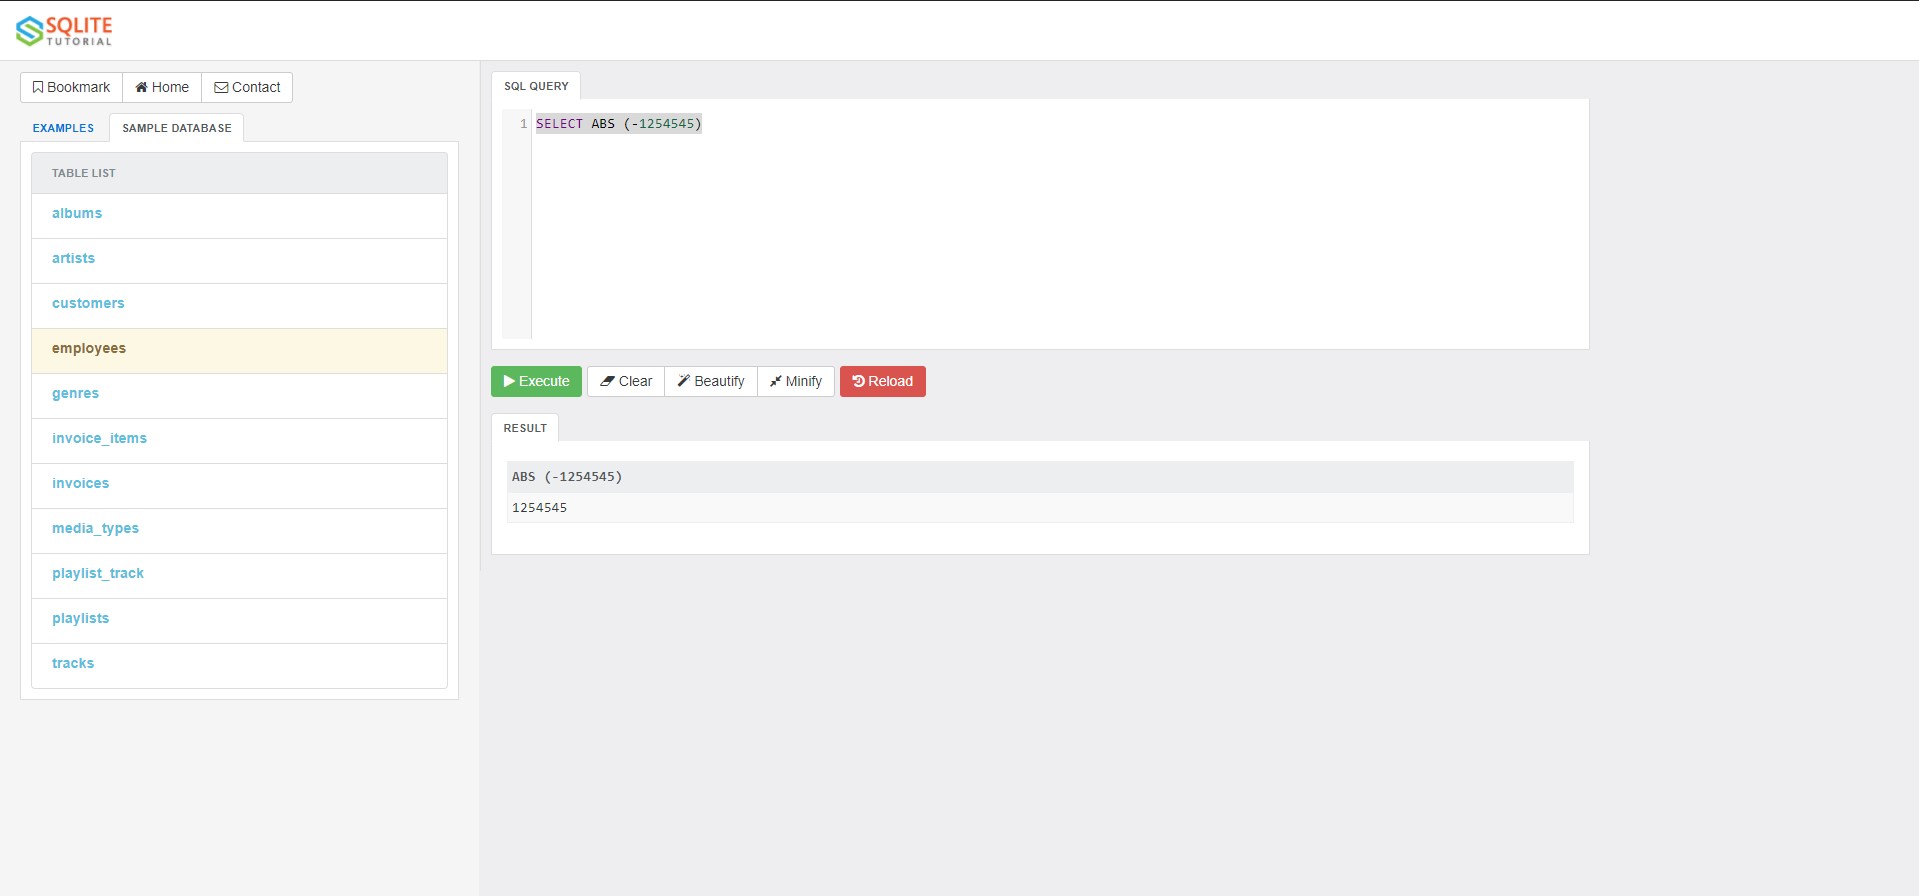 SQLITE
TUTORIAL
Bookmark Home Contact
EXAMPLES SAMPLE DATABASE
TABLE LIST
albums
artists
customers
employees
genres
invoice_items
invoices
media_types
playlist_track
playlists
tracks
SQL QUERY
1 SELECT ABS (-1254545)
Execute Clear Beautify Minify Reload
RESULT
ABS (-1254545)
1254545